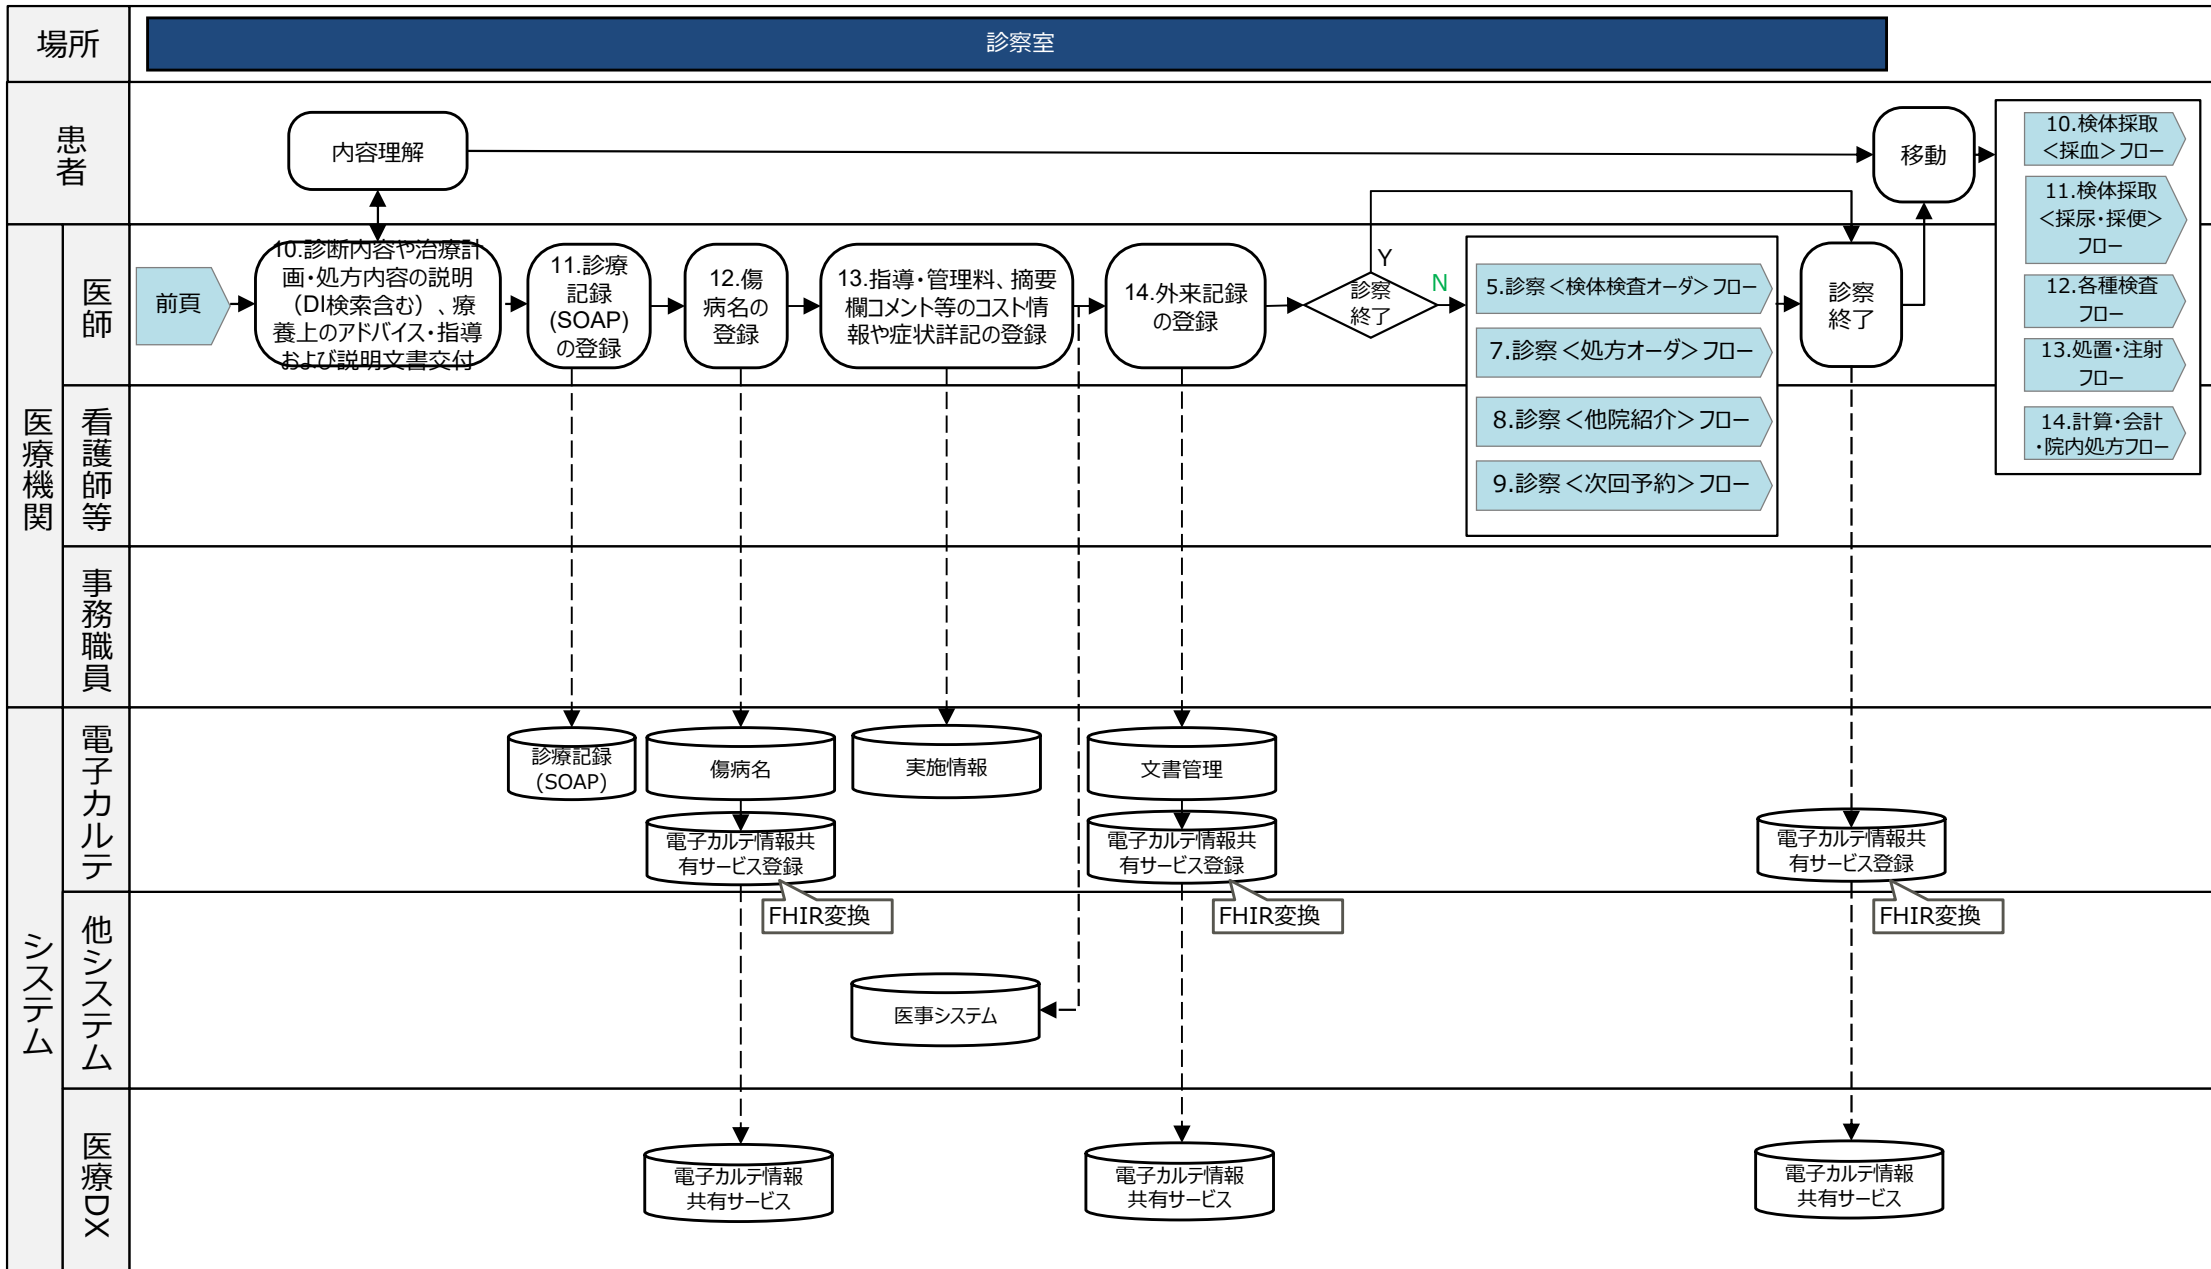 場所
診察室
患者
内容理解
移動
10.検体採取
＜採血＞フロー
11.検体採取
＜採尿・採便＞
フロー
12.各種検査
フロー
13.処置・注射
フロー
14.計算・会計
・院内処方フロー
医療機関
医師
前頁
10.診断内容や治療計
画・処方内容の説明
（DI検索含む）、療
養上のアドバイス・指導
および説明文書交付
11.診療
記録
(SOAP)
の登録
12.傷
病名の
登録
13.指導・管理料、摘要
欄コメント等のコスト情
報や症状詳記の登録
14.外来記録
の登録
診察
終了
Y
N
5.診察＜検体検査オーダ＞フロー
7.診察＜処方オーダ＞フロー
8.診察＜他院紹介＞フロー
9.診察＜次回予約＞フロー
診察
終了
看護師等
事務職員
システム
電子カルテ
診療記録
(SOAP)
傷病名
実施情報
文書管理
電子カルテ情報共
有サービス登録
電子カルテ情報共
有サービス登録
電子カルテ情報共
有サービス登録
FHIR変換
FHIR変換
FHIR変換
他システム
医事システム
医療DX
電子カルテ情報
共有サービス
電子カルテ情報
共有サービス
電子カルテ情報
共有サービス